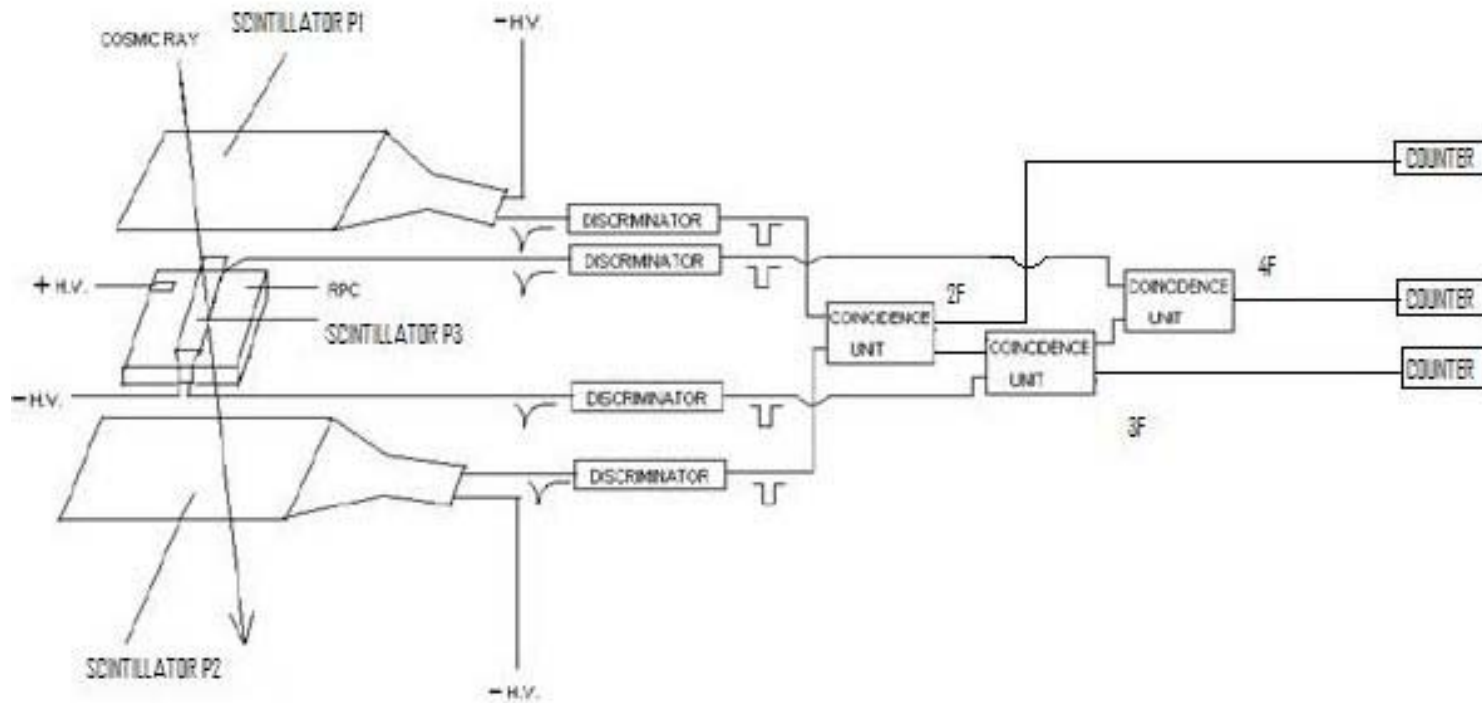 SCINTILLATOR P1
- H.V.
COSMIC RAY
COUNTER
DISCRIMINATOR
DISCRIMINATOR
+ H.V.
RPC
SCINTILLATOR P3
2F
4F
COINCIDENCE
UNIT
COUNTER
COINCIDENCE
UNIT
COINCIDENCE
UNIT
COUNTER
- H.V.
DISCRIMINATOR
3F
DISCRIMINATOR
SCINTILLATOR P2
- H.V.